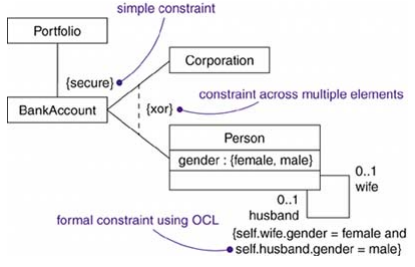 simple constraint
Portfolio
{secure}
Corporation
BankAccount
{xor}
constraint across multiple elements
Person
gender : {female, male}
0..1
wife
0..1
husband
formal constraint using OCL
{self.wife.gender = female and
self.husband.gender = male}